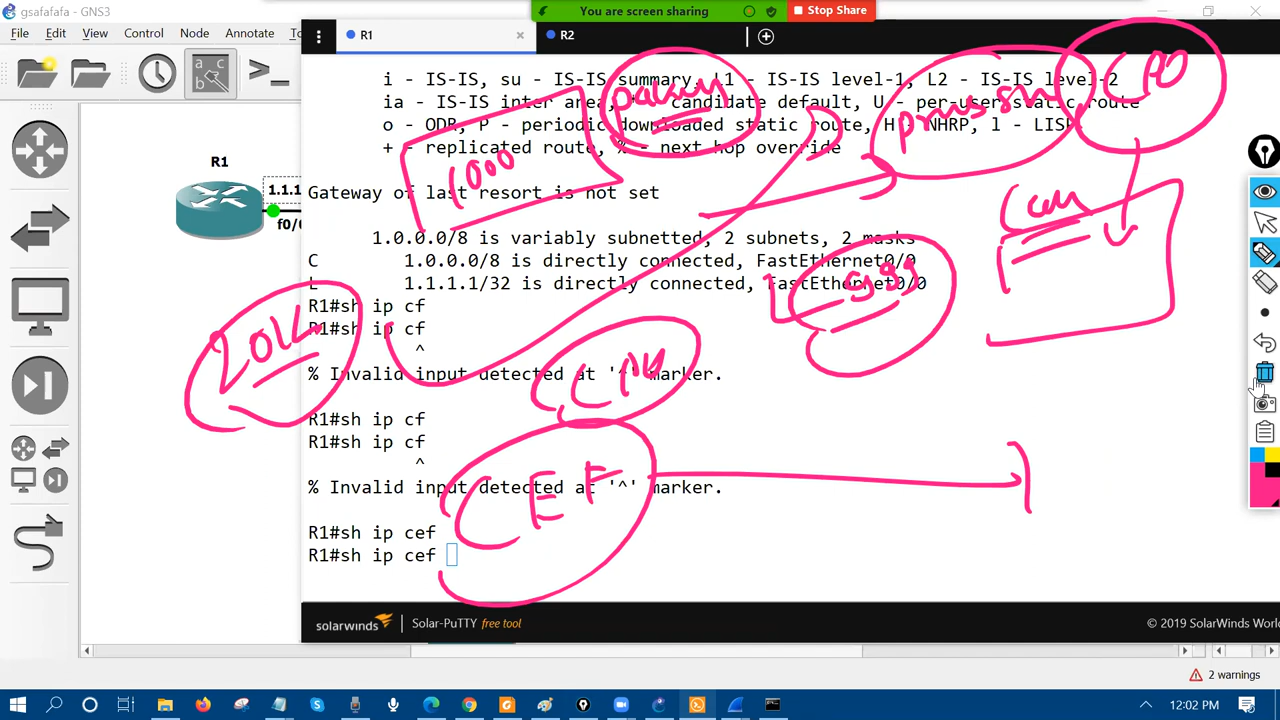 gsafafafa - GNS3
You are screen sharing
Stop Share
File Edit View Control Node Annotate
R1
R2
i - IS-IS, su - IS-IS summary, L1 - IS-IS level-1, L2 - IS-IS level-2
ia - IS-IS inter area, candidate default, U - per-user static route
o - ODR, P - periodic downloaded static route, H - NHRP, l - LISP
+ - replicated route, % - next hop override
Gateway of last resort is not set
1.0.0.0/8 is variably subnetted, 2 subnets, 2 masks
C 1.0.0.0/8 is directly connected, FastEthernet0/0
L 1.1.1.1/32 is directly connected, FastEthernet0/0
R1#sh ip cf
R1#sh ip cf
^
% Invalid input detected at '^' marker.
R1#sh ip cf
R1#sh ip cf
^
% Invalid input detected at '^' marker.
R1#sh ip cef
R1#sh ip cef
R1
1.1.1
f0/0
1000
CEF
solarwinds
Solar-PuTTY free tool
© 2019 SolarWinds World
2 warnings
12:02 PM